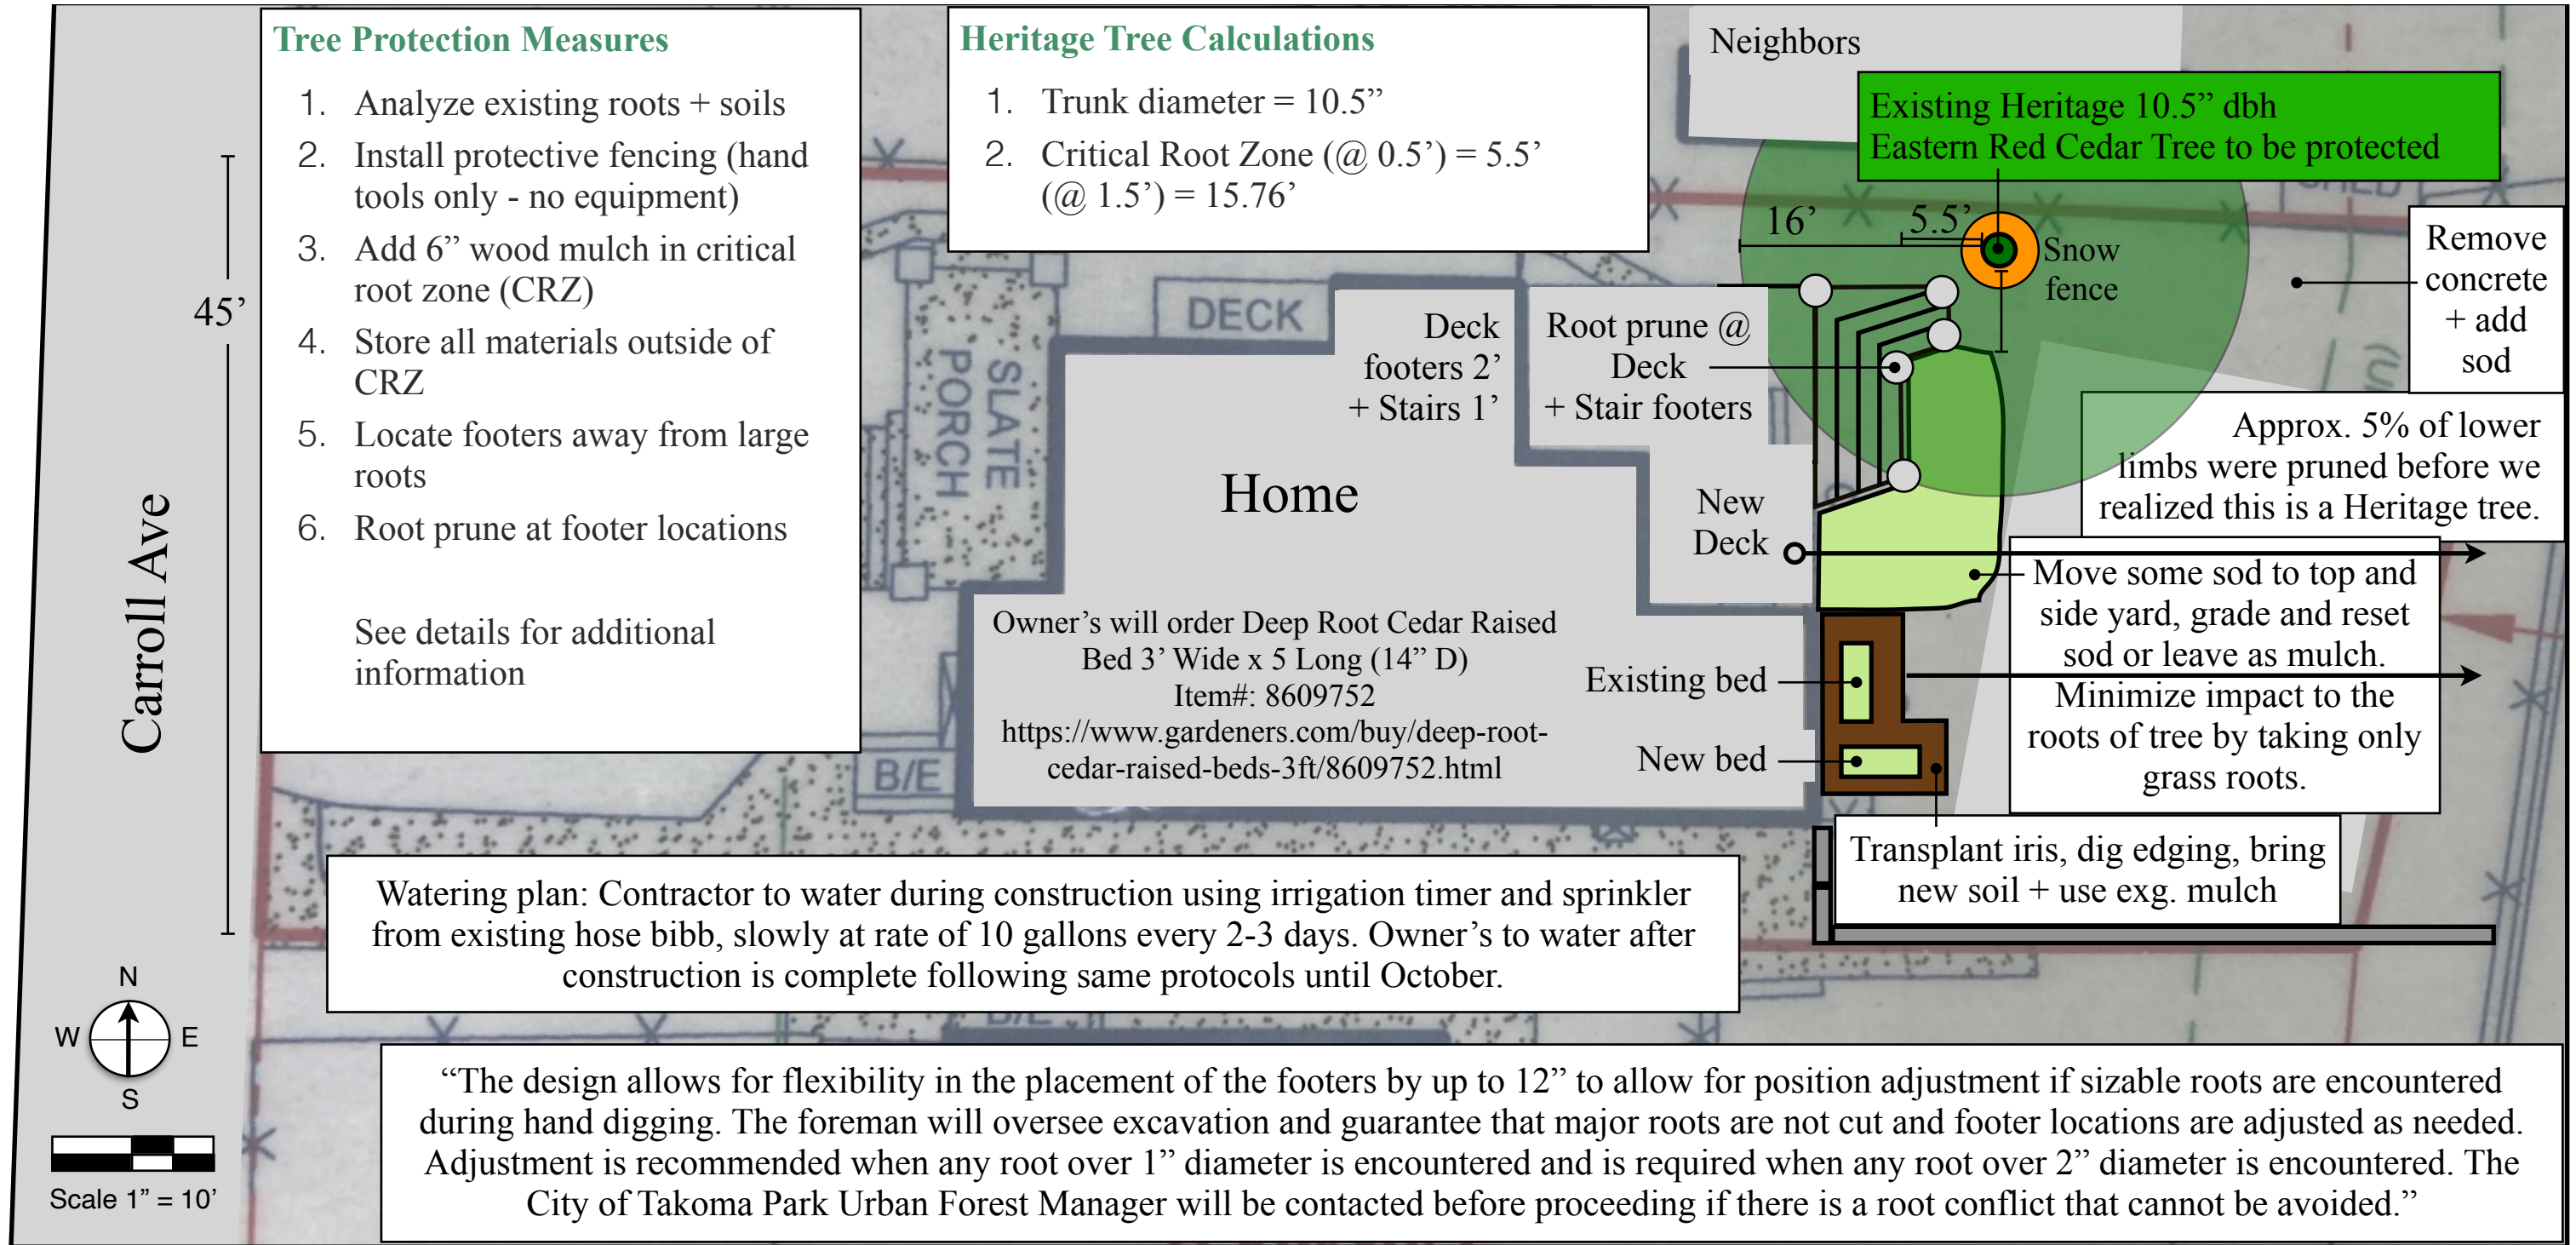 Tree Protection Measures
1. Analyze existing roots + soils
2. Install protective fencing (hand
tools only - no equipment)
3. Add 6” wood mulch in critical
root zone (CRZ)
4. Store all materials outside of
CRZ
5. Locate footers away from large
roots
6. Root prune at footer locations
See details for additional
information
Heritage Tree Calculations
1. Trunk diameter = 10.5”
2. Critical Root Zone (@ 0.5’) = 5.5’
(@ 1.5’) = 15.76’
Neighbors
Existing Heritage 10.5” dbh
Eastern Red Cedar Tree to be protected
SHED
16’
5.5’
Snow
fence
Remove
concrete
+ add
sod
45’
Carroll Ave
DECK
SLATE
PORCH
Deck
footers 2’
+ Stairs 1’
Root prune @
Deck
+ Stair footers
Approx. 5% of lower
limbs were pruned before we
realized this is a Heritage tree.
Home
New
Deck
Move some sod to top and
side yard, grade and reset
sod or leave as mulch.
Minimize impact to the
roots of tree by taking only
grass roots.
Owner’s will order Deep Root Cedar Raised
Bed 3’ Wide x 5 Long (14” D)
Item#: 8609752
https://www.gardeners.com/buy/deep-root-
cedar-raised-beds-3ft/8609752.html
Existing bed
New bed
B/E
Transplant iris, dig edging, bring
new soil + use exg. mulch
Watering plan: Contractor to water during construction using irrigation timer and sprinkler
from existing hose bibb, slowly at rate of 10 gallons every 2-3 days. Owner’s to water after
construction is complete following same protocols until October.
B/E
N
W E
S
Scale 1” = 10’
“The design allows for flexibility in the placement of the footers by up to 12” to allow for position adjustment if sizable roots are encountered
during hand digging. The foreman will oversee excavation and guarantee that major roots are not cut and footer locations are adjusted as needed.
Adjustment is recommended when any root over 1” diameter is encountered and is required when any root over 2” diameter is encountered. The
City of Takoma Park Urban Forest Manager will be contacted before proceeding if there is a root conflict that cannot be avoided.”